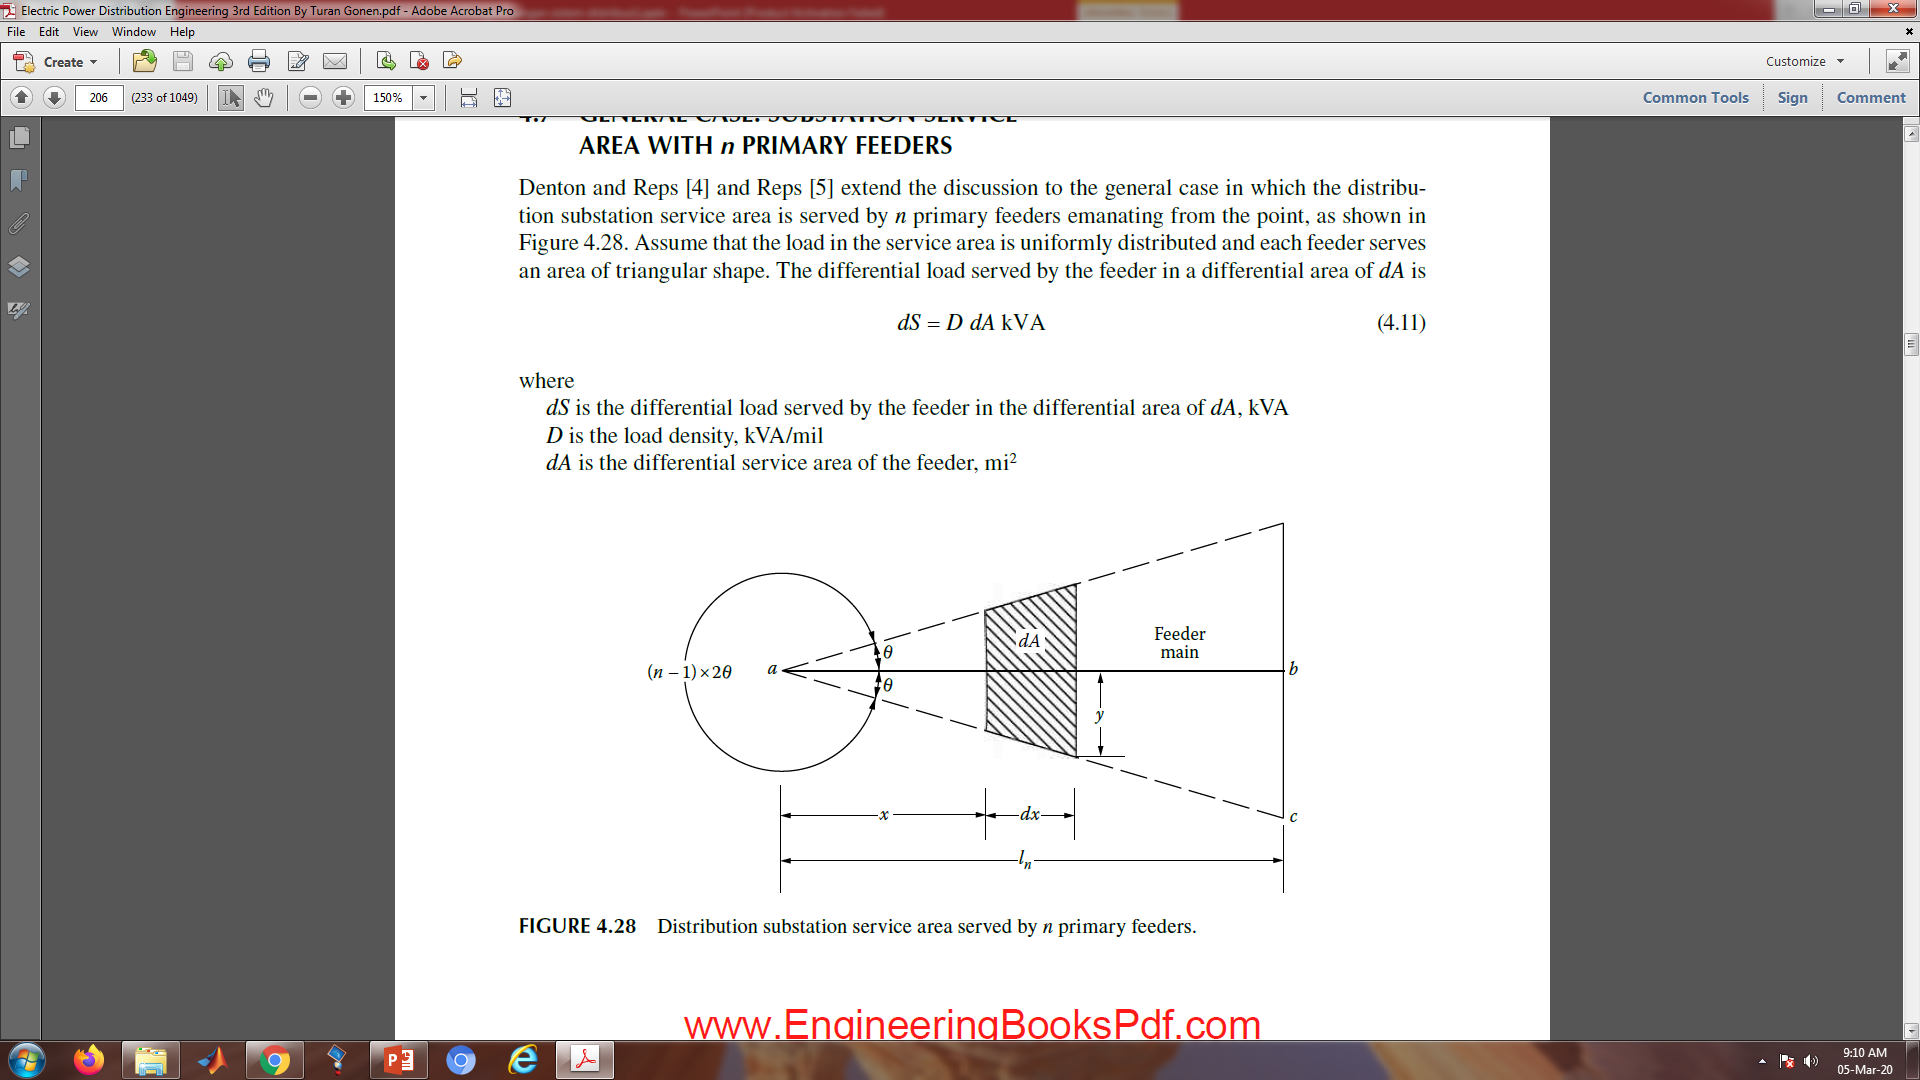 Electric Power Distribution Engineering 3rd Edition By Turan Gonen.pdf - Adobe Acrobat Pro
File Edit View Window Help
Create
Customize
206 (233 of 1049) 150%
Common Tools Sign Comment
4.7 GENERAL CASE: SUBSTATION SERVICE
AREA WITH n PRIMARY FEEDERS
Denton and Reps [4] and Reps [5] extend the discussion to the general case in which the distribu-
tion substation service area is served by n primary feeders emanating from the point, as shown in
Figure 4.28. Assume that the load in the service area is uniformly distributed and each feeder serves
an area of triangular shape. The differential load served by the feeder in a differential area of dA is
dS = D dA kVA (4.11)
where
dS is the differential load served by the feeder in the differential area of dA, kVA
D is the load density, kVA/mil
dA is the differential service area of the feeder, mi²
Feeder
main
dA
θ
(n – 1) × 2θ
a
b
θ
y
x
dx
c
lₙ
FIGURE 4.28 Distribution substation service area served by n primary feeders.
www.EngineeringBooksPdf.com
9:10 AM
05-Mar-20